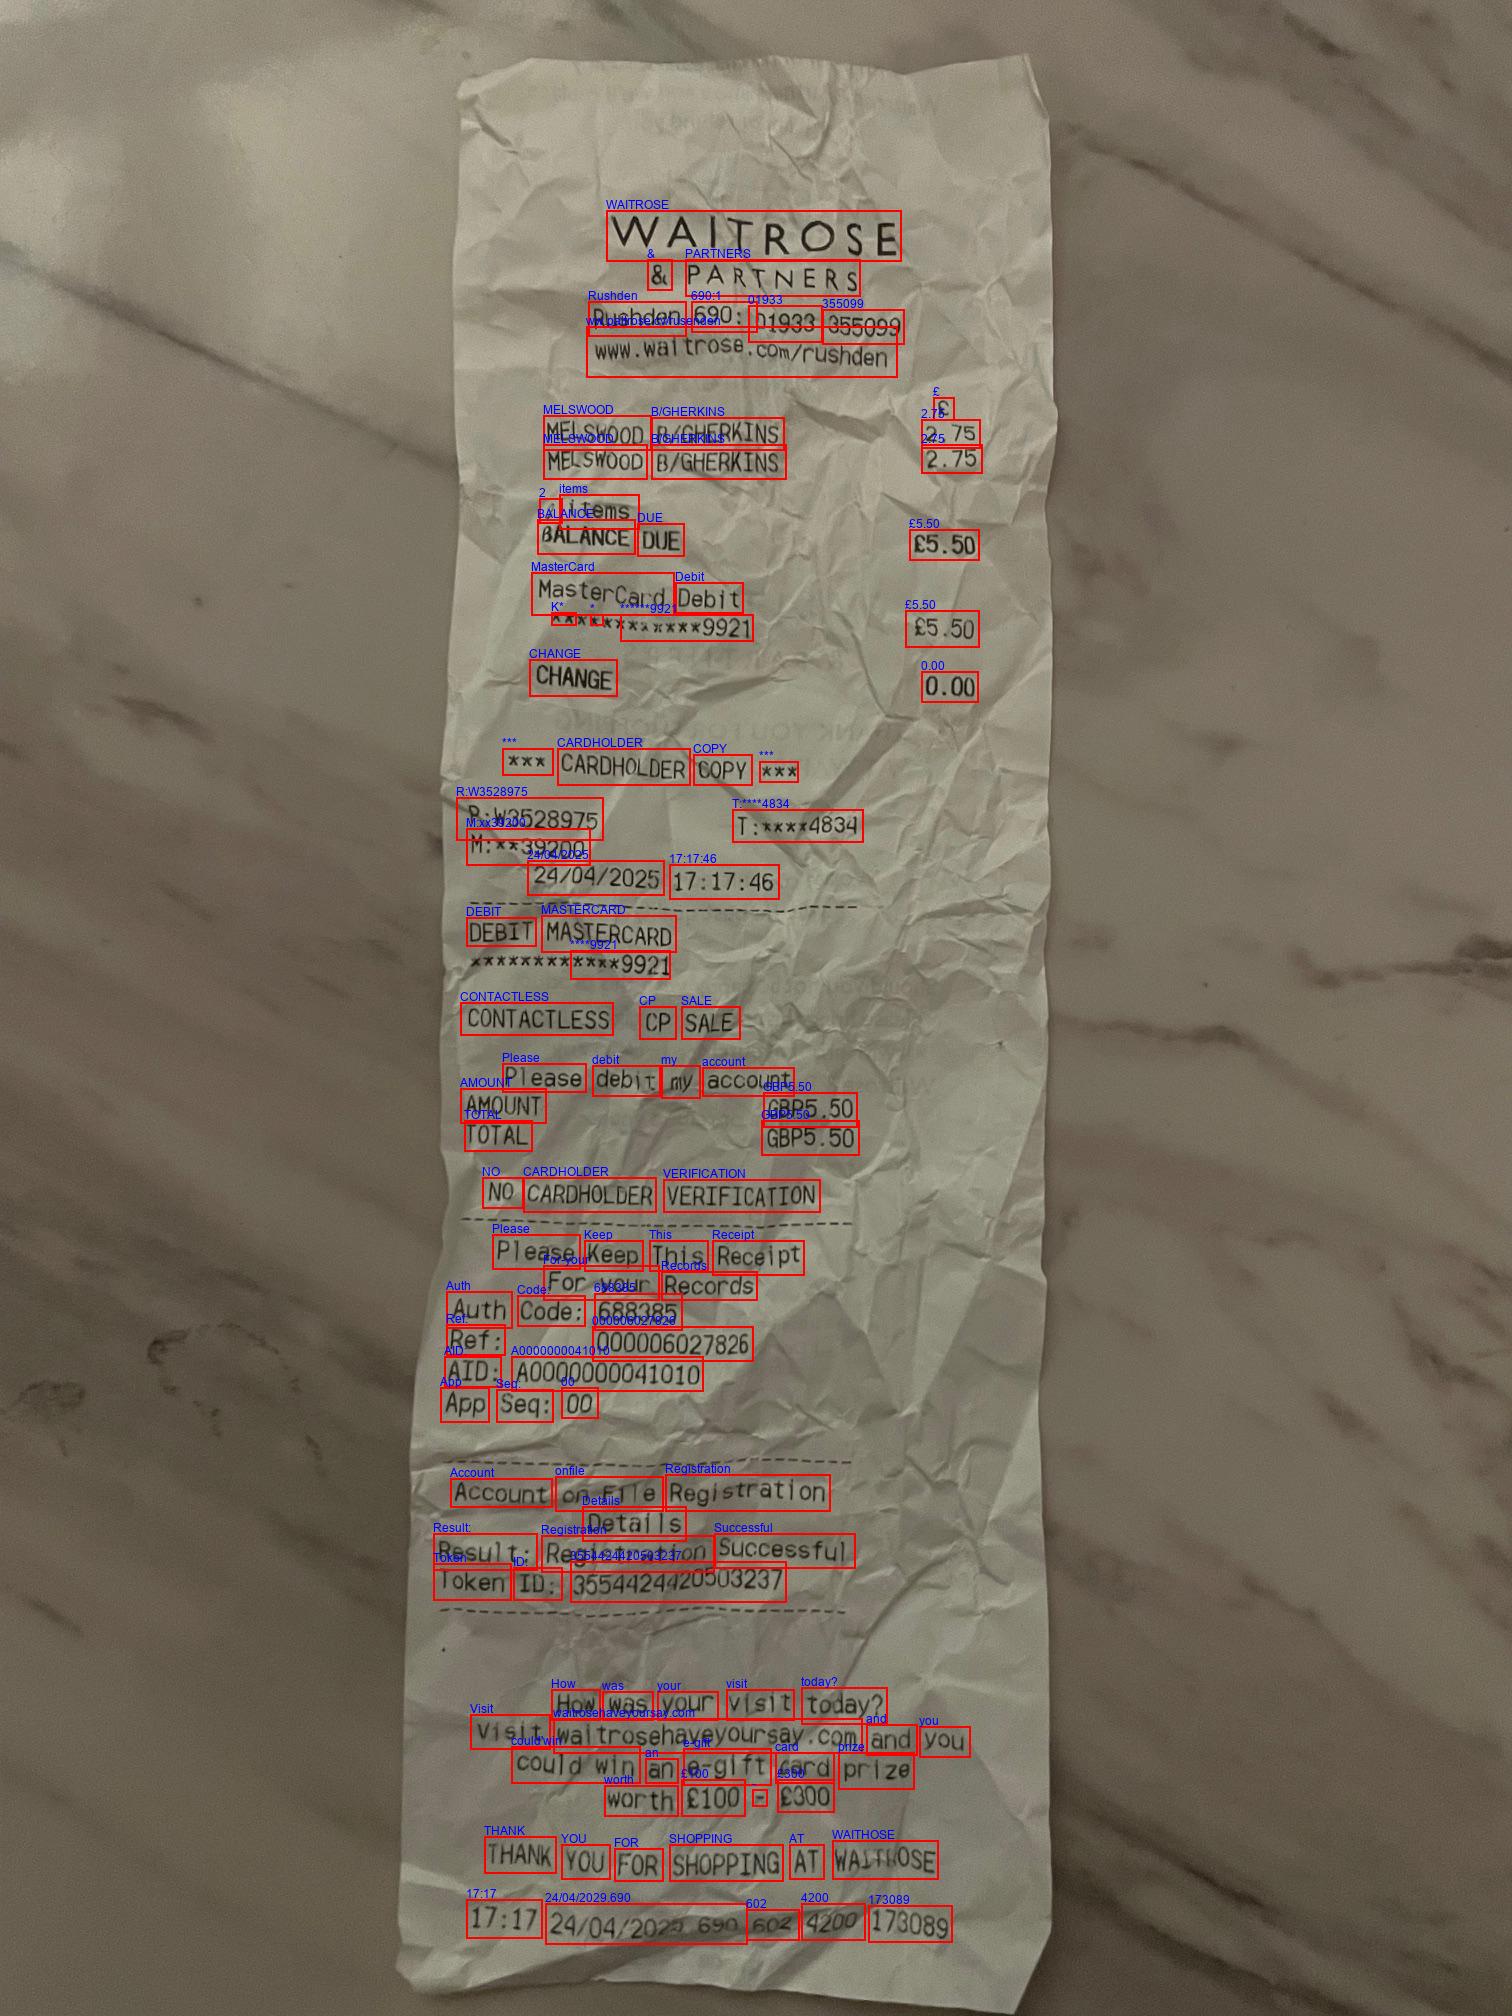 WAITROSE
& PARTNERS
Rushden 690: 01933 355099
www.waitrose.com/rushden
£
MELSWOOD B/GHERKINS 2.75
MELSWOOD B/GHERKINS 2.75
2 items
BALANCE DUE £5.50
MasterCard Debit £5.50
************9921
CHANGE 0.00
*** CARDHOLDER COPY ***
R:W3528975 T:****4834
M:**39200
24/04/2025 17:17:46
DEBIT MASTERCARD
************9921
CONTACTLESS CP SALE
Please debit my account
AMOUNT GBP5.50
TOTAL GBP5.50
NO CARDHOLDER VERIFICATION
Please Keep This Receipt
For your Records
Auth Code: 688385
Ref: 000006027826
AID: A0000000041010
App Seq: 00
Account on File Registration
Details
Result: Registration Successful
Token ID: 3554424420503237
How was your visit today?
Visit waitrosehaveyoursay.com and you
could win an e-gift card prize
worth £100 - £300
THANK YOU FOR SHOPPING AT WAITROSE
17:17 24/04/2025 690 602 4200 173089